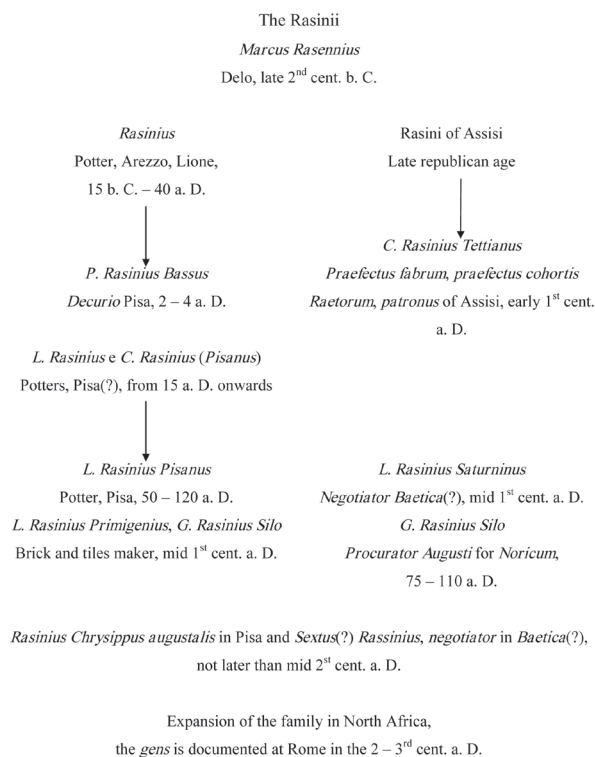 The Rasinii
Marcus Rasennius
Delo, late 2nd cent. b. C.
Rasinius
Potter, Arezzo, Lione,
15 b. C. – 40 a. D.
Rasini of Assisi
Late republican age
P. Rasinius Bassus
Decurio Pisa, 2 – 4 a. D.
C. Rasinius Tettianus
Praefectus fabrum, praefectus cohortis
Raetorum, patronus of Assisi, early 1st cent.
a. D.
L. Rasinius e C. Rasinius (Pisanus)
Potters, Pisa(?), from 15 a. D. onwards
L. Rasinius Pisanus
Potter, Pisa, 50 – 120 a. D.
L. Rasinius Primigenius, G. Rasinius Silo
Brick and tiles maker, mid 1st cent. a. D.
L. Rasinius Saturninus
Negotiator Baetica(?), mid 1st cent. a. D.
G. Rasinius Silo
Procurator Augusti for Noricum,
75 – 110 a. D.
Rasinius Chrysippus augustalis in Pisa and Sextus(?) Rassinius, negotiator in Baetica(?),
not later than mid 2st cent. a. D.
Expansion of the family in North Africa,
the gens is documented at Rome in the 2 – 3rd cent. a. D.